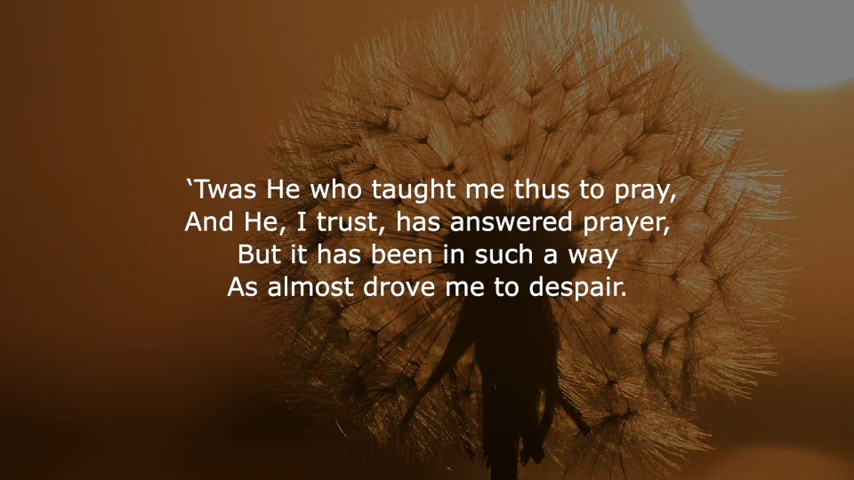 ‘Twas He who taught me thus to pray,
And He, I trust, has answered prayer,
But it has been in such a way
As almost drove me to despair.